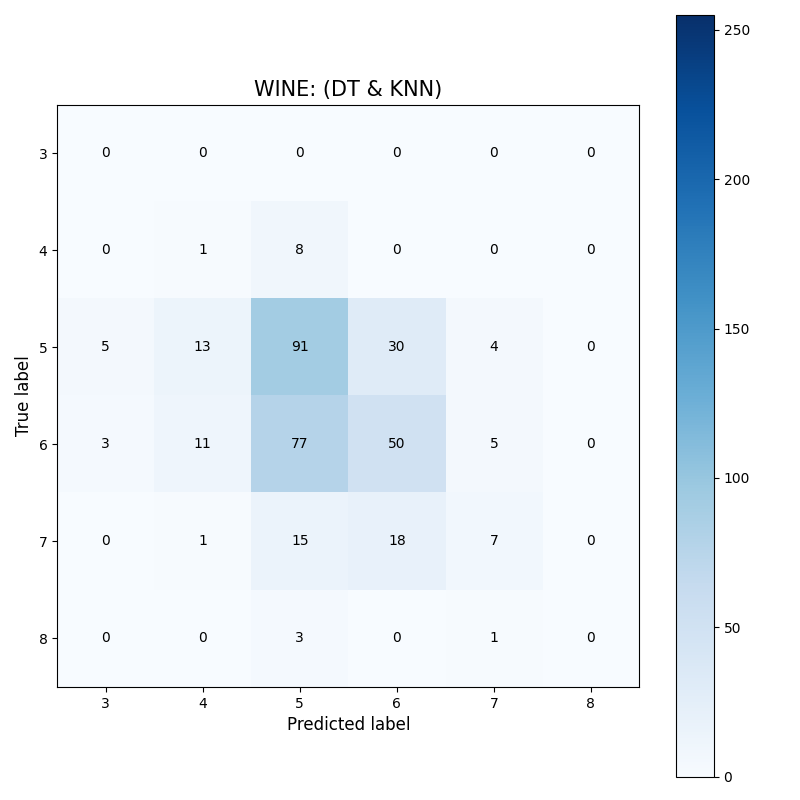 WINE: (DT & KNN)
250
200
150
100
50
0
True label
3 0 0 0 0 0 0
4 0 1 8 0 0 0
5 5 13 91 30 4 0
6 3 11 77 50 5 0
7 0 1 15 18 7 0
8 0 0 3 0 1 0
3 4 5 6 7 8
Predicted label